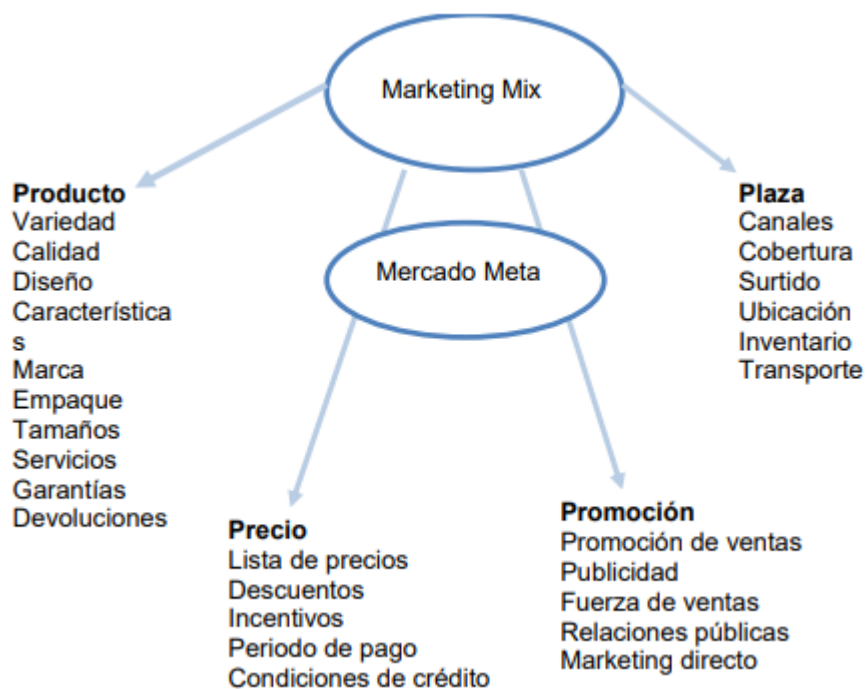 Marketing Mix
Mercado Meta
Producto
Variedad
Calidad
Diseño
Característica
s
Marca
Empaque
Tamaños
Servicios
Garantías
Devoluciones
Precio
Lista de precios
Descuentos
Incentivos
Periodo de pago
Condiciones de crédito
Promoción
Promoción de ventas
Publicidad
Fuerza de ventas
Relaciones públicas
Marketing directo
Plaza
Canales
Cobertura
Surtido
Ubicación
Inventario
Transporte